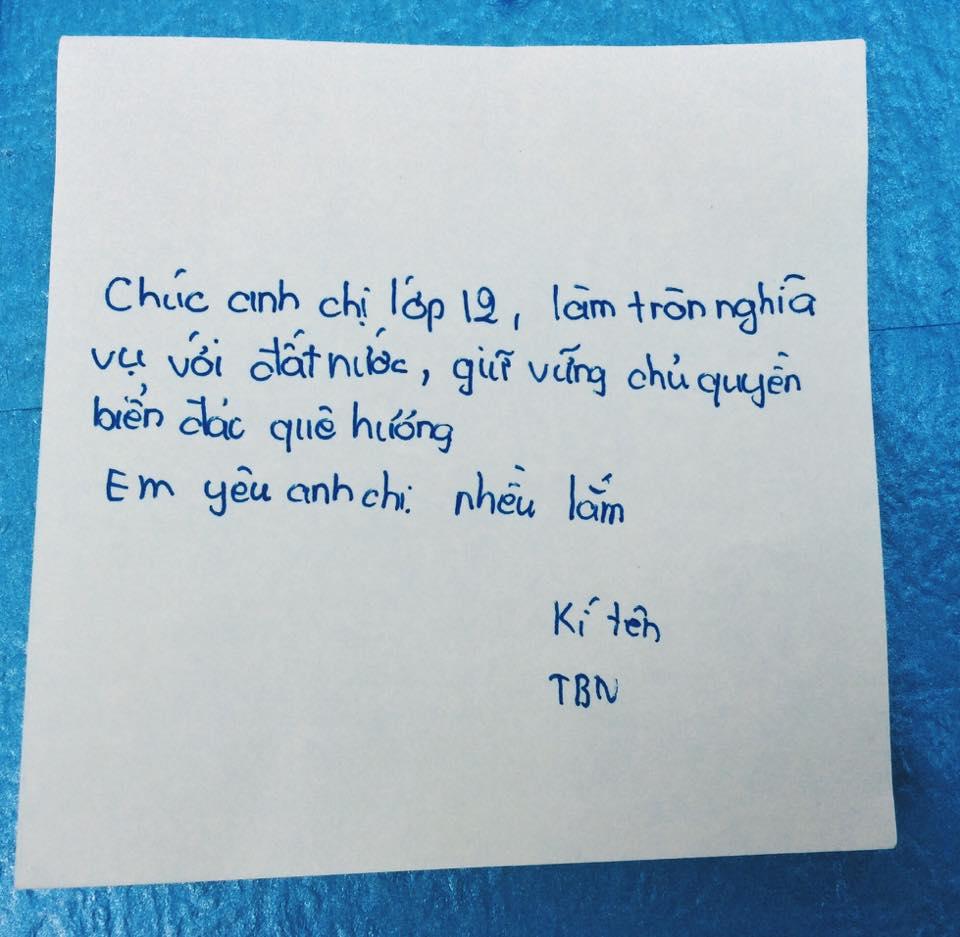 Chúc anh chị lớp 12, làm tròn nghĩa
vụ với đất nước, giữ vững chủ quyền
biển đảc quê hướng
Em yêu anh chị nhều lắm
Kí tên
TBN